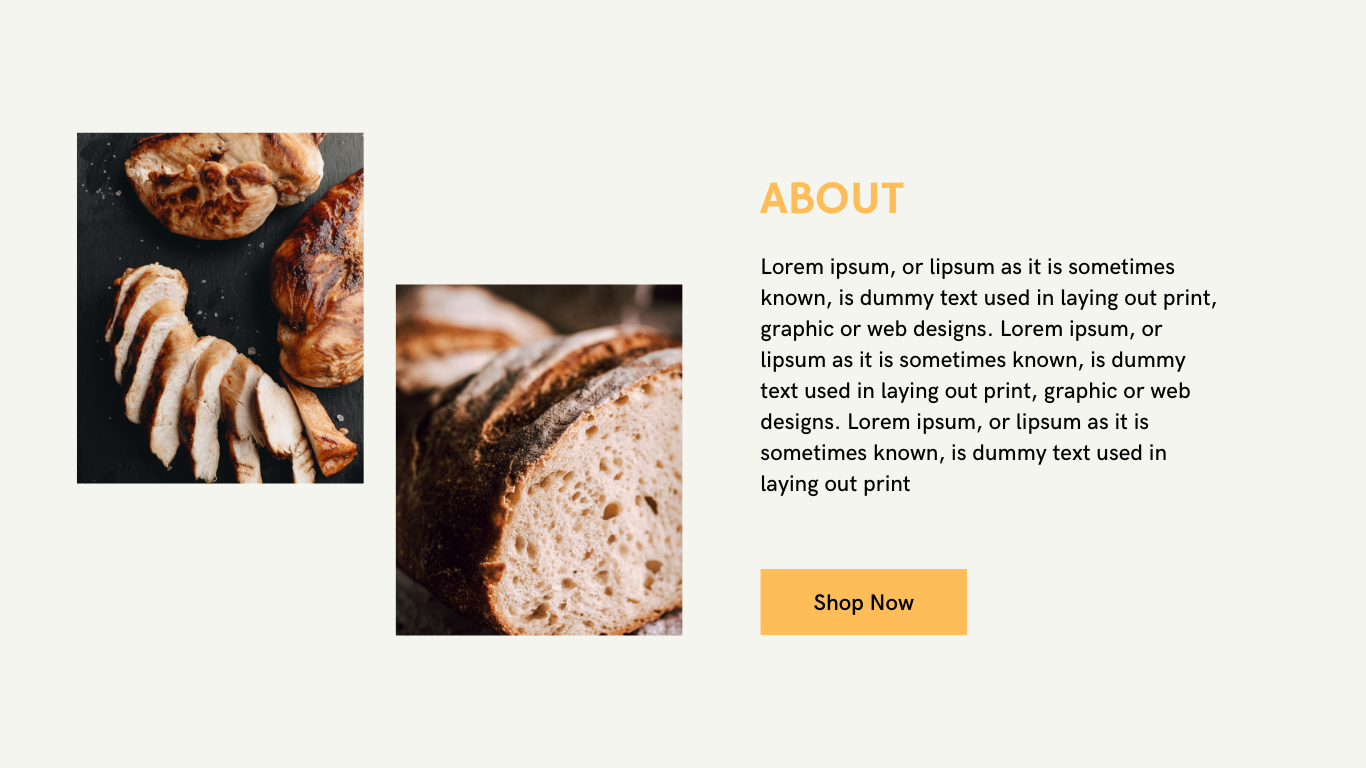 ABOUT
Lorem ipsum, or lipsum as it is sometimes
known, is dummy text used in laying out print,
graphic or web designs. Lorem ipsum, or
lipsum as it is sometimes known, is dummy
text used in laying out print, graphic or web
designs. Lorem ipsum, or lipsum as it is
sometimes known, is dummy text used in
laying out print
Shop Now